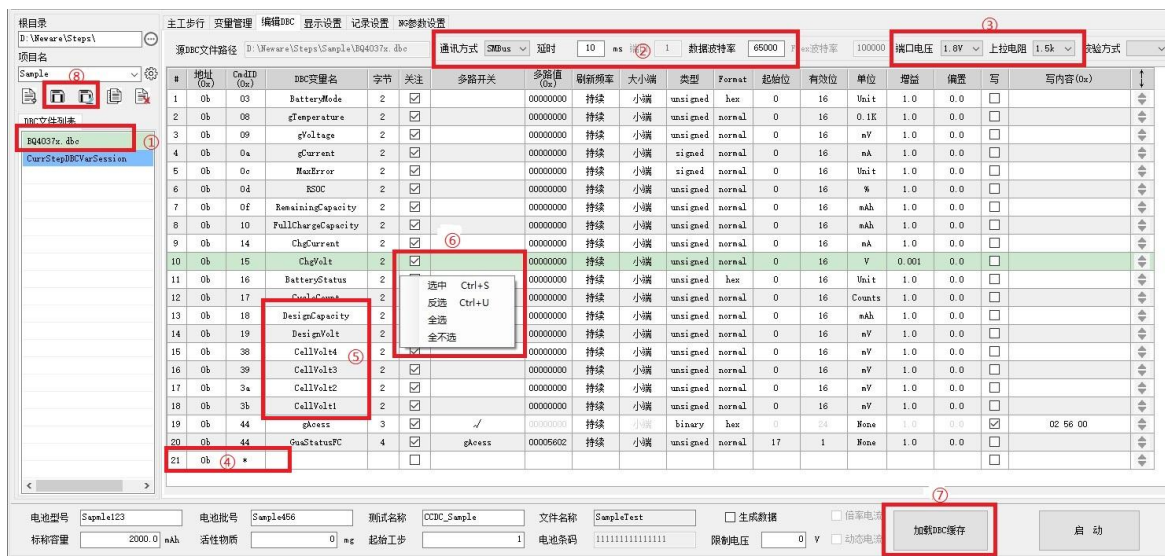 根目录
D:\Neware\Steps\
项目名
Sample
⑧
DBC文件列表
BQ4037x.dbc ①
CurrStepDBCVarSession
主工步行 变量管理 编辑DBC 显示设置 记录设置 NG参数设置
源DBC文件路径 D:\Neware\Steps\Sample\BQ4037x.dbc 通讯方式 SMBus 延时 10 ms ② 1 数据波特率 65000 波特率 100000 ③ 端口电压 1.8V 上拉电阻 1.5k 校验方式
# 地址(0x) CmdID(0x) DBC变量名 字节 关注 多路开关 多路值(0x) 刷新频率 大小端 类型 Format 起始位 有效位 单位 增益 偏置 写 写内容(0x)
1 0b 03 BatteryMode 2 00000000 持续 小端 unsigned hex 0 16 Unit 1.0 0.0
2 0b 08 gTemperature 2 00000000 持续 小端 unsigned normal 0 16 0.1K 1.0 0.0
3 0b 09 gVoltage 2 00000000 持续 小端 unsigned normal 0 16 mV 1.0 0.0
4 0b 0a gCurrent 2 00000000 持续 小端 signed normal 0 16 mA 1.0 0.0
5 0b 0c MaxError 2 00000000 持续 小端 signed normal 0 16 Unit 1.0 0.0
6 0b 0d RSOC 2 00000000 持续 小端 unsigned normal 0 16 % 1.0 0.0
7 0b 0f RemainingCapacity 2 00000000 持续 小端 unsigned normal 0 16 mAh 1.0 0.0
8 0b 10 FullChargeCapacity 2 00000000 持续 小端 unsigned normal 0 16 mAh 1.0 0.0
9 0b 14 ChgCurrent 2 ⑥ 00000000 持续 小端 unsigned normal 0 16 mA 1.0 0.0
10 0b 15 ChgVolt 2 00000000 持续 小端 unsigned normal 0 16 V 0.001 0.0
11 0b 16 BatteryStatus 2 00000000 持续 小端 unsigned hex 0 16 Unit 1.0 0.0
12 0b 17 CycleCount 2 00000000 持续 小端 unsigned normal 0 16 Counts 1.0 0.0
13 0b 18 DesignCapacity 2 00000000 持续 小端 unsigned normal 0 16 mAh 1.0 0.0
14 0b 19 DesignVolt 2 00000000 持续 小端 unsigned normal 0 16 mV 1.0 0.0
15 0b 38 CellVolt4 ⑤ 2 00000000 持续 小端 unsigned normal 0 16 mV 1.0 0.0
16 0b 39 CellVolt3 2 00000000 持续 小端 unsigned normal 0 16 mV 1.0 0.0
17 0b 3a CellVolt2 2 00000000 持续 小端 unsigned normal 0 16 mV 1.0 0.0
18 0b 3b CellVolt1 2 00000000 持续 小端 unsigned normal 0 16 mV 1.0 0.0
19 0b 44 gAcess 3 ✓ 00000000 持续 小端 binary hex 0 24 None 1.0 0.0 02 56 00
20 0b 44 GuaStatusFC 4 gAcess 00005602 持续 小端 unsigned normal 17 1 None 1.0 0.0
21 0b ④ *
选中 Ctrl+S
反选 Ctrl+U
全选
全不选
电池型号 Sapmle123 电池批号 Sample456 测试名称 CCDC_Sample 文件名称 SampleTest 生成数据 倍率电流
标称容量 2000.0 mAh 活性物质 0 mg 起始工步 1 电池条码 11111111111111 限制电压 0 V 动态电流
⑦
加载DBC缓存
启 动